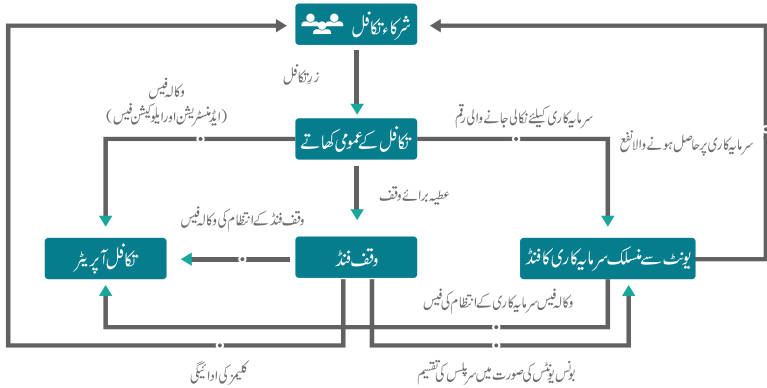 شرکاء تکافل
زرِ تکافل
وکالہ فیس
(ایڈمنسٹریشن اور ایلوکیشن فیس)
سرمایہ کاری کیلئے نکالی جانے والی رقم
تکافل کے عمومی کھاتے
سرمایہ کاری پر حاصل ہونے والا نفع
عطیہ برائے وقف
وقف فنڈ کے انتظام کی وکالہ فیس
یونٹ سے منسلک سرمایہ کاری کا فنڈ
وقف فنڈ
تکافل آپریٹر
وکالہ فیس سرمایہ کاری کے انتظام کی فیس
بونس یونٹس کی صورت میں سرپلس کی تقسیم
کلیمز کی ادائیگی